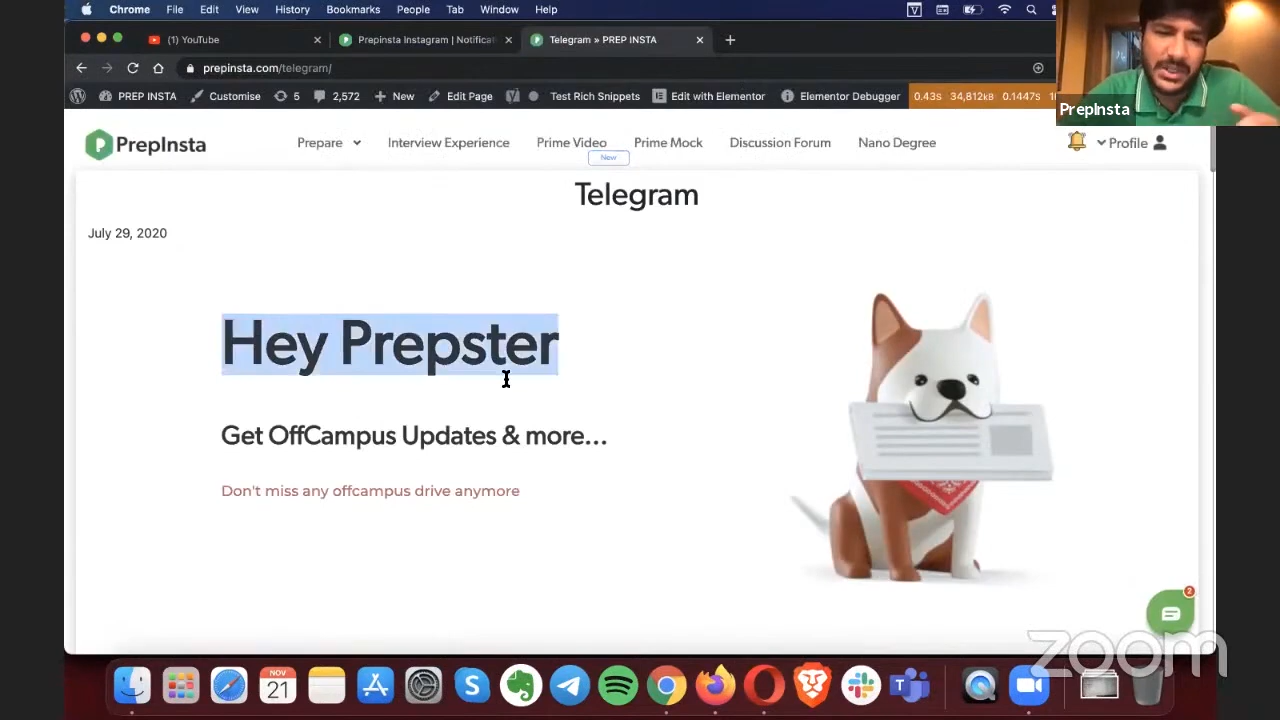 Chrome File Edit View History Bookmarks People Tab Window Help
(1) YouTube
Prepinsta Instagram | Notificat
Telegram » PREP INSTA
prepinsta.com/telegram/
PREP INSTA Customise 5 2,572 New Edit Page Test Rich Snippets Edit with Elementor Elementor Debugger 0.43s 34,812kB 0.1447s
PrepInsta
PrepInsta Prepare Interview Experience Prime Video Prime Mock Discussion Forum Nano Degree Profile
New
Telegram
July 29, 2020
Hey Prepster
Get OffCampus Updates & more...
Don't miss any offcampus drive anymore
2
zoom
NOV
21